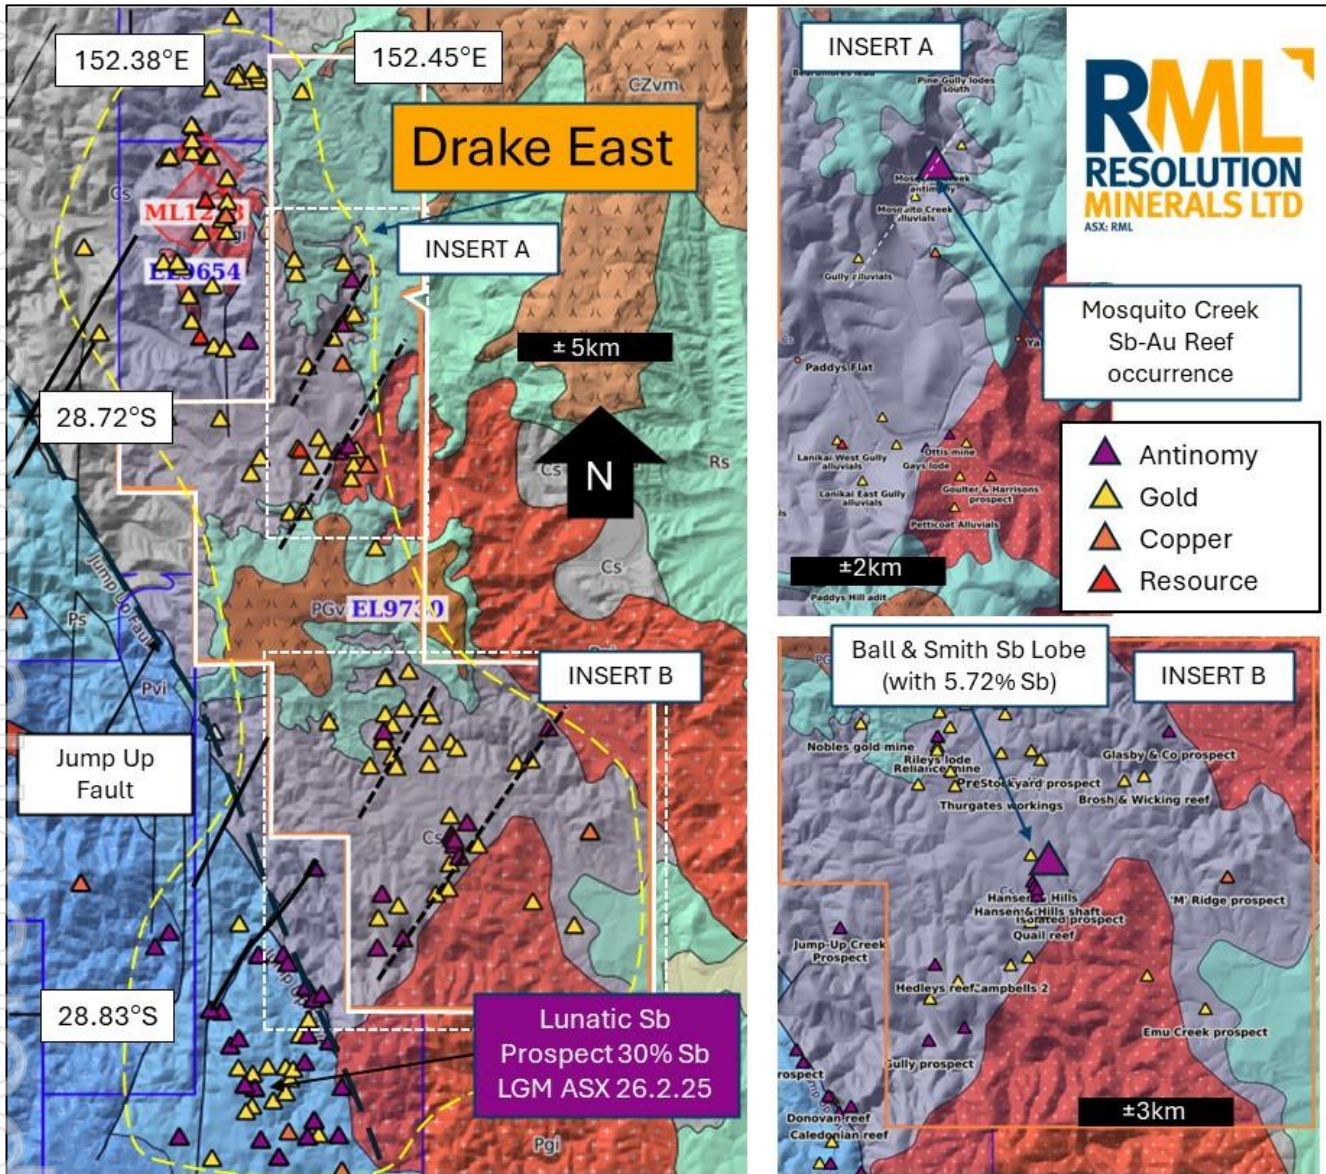 152.38°E
152.45°E
CZvm
Drake East
Cs
INSERT A
EL9654
± 5km
28.72°S
N
Cs
Rs
Cs
Jump Up Fault
Ps
EL9730
Pvi
INSERT B
Jump Up
Fault
Cs
28.83°S
Lunatic Sb
Prospect 30% Sb
LGM ASX 26.2.25
Pgi
INSERT A
Pine Gully lodes
south
Mosquito Creek
antimony
Mosquito Creek
alluvials
Gully alluvials
Paddys Flat
Lanikai West Gully
alluvials
Ottis mine
Gays lode
Lanikai East Gully
alluvials
Goulter & Harrisons
prospect
Petticoat Alluvials
±2km
Paddys Hill adit
RML
RESOLUTION
MINERALS LTD
ASX: RML
Mosquito Creek
Sb-Au Reef
occurrence
Antinomy
Gold
Copper
Resource
Ball & Smith Sb Lobe
(with 5.72% Sb)
INSERT B
Nobles gold mine
Rileys lode
Reliance mine
Stockyard prospect
Thurgates workings
Glasby & Co prospect
Brosh & Wicking reef
Hansen & Hills
Hansen & Hills shaft
Isolated prospect
Quail reef
'M' Ridge prospect
Jump-Up Creek
Prospect
Hedleys reef
Campbells 2
Emu Creek prospect
Gully prospect
rospect
Donovan reef
Caledonian reef
±3km